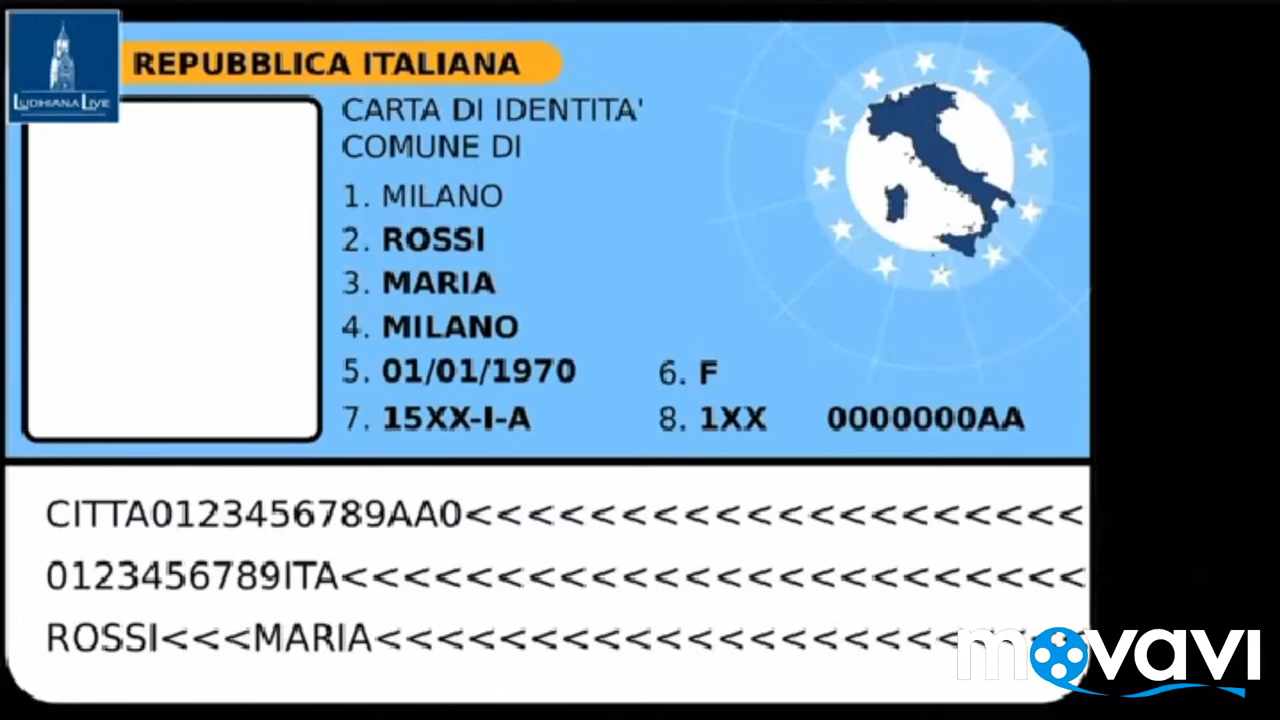 LUDHIANA LIVE
REPUBBLICA ITALIANA
CARTA DI IDENTITA'
COMUNE DI
1. MILANO
2. ROSSI
3. MARIA
4. MILANO
5. 01/01/1970 6. F
7. 15XX-I-A 8. 1XX 0000000AA
CITTA0123456789AA0<<<<<<<<<<<<<<<<<<<<
0123456789ITA<<<<<<<<<<<<<<<<<<<<<<<<
ROSSI<<<MARIA<<<<<<<<<<<<<<<<<<<<<<<
movavi